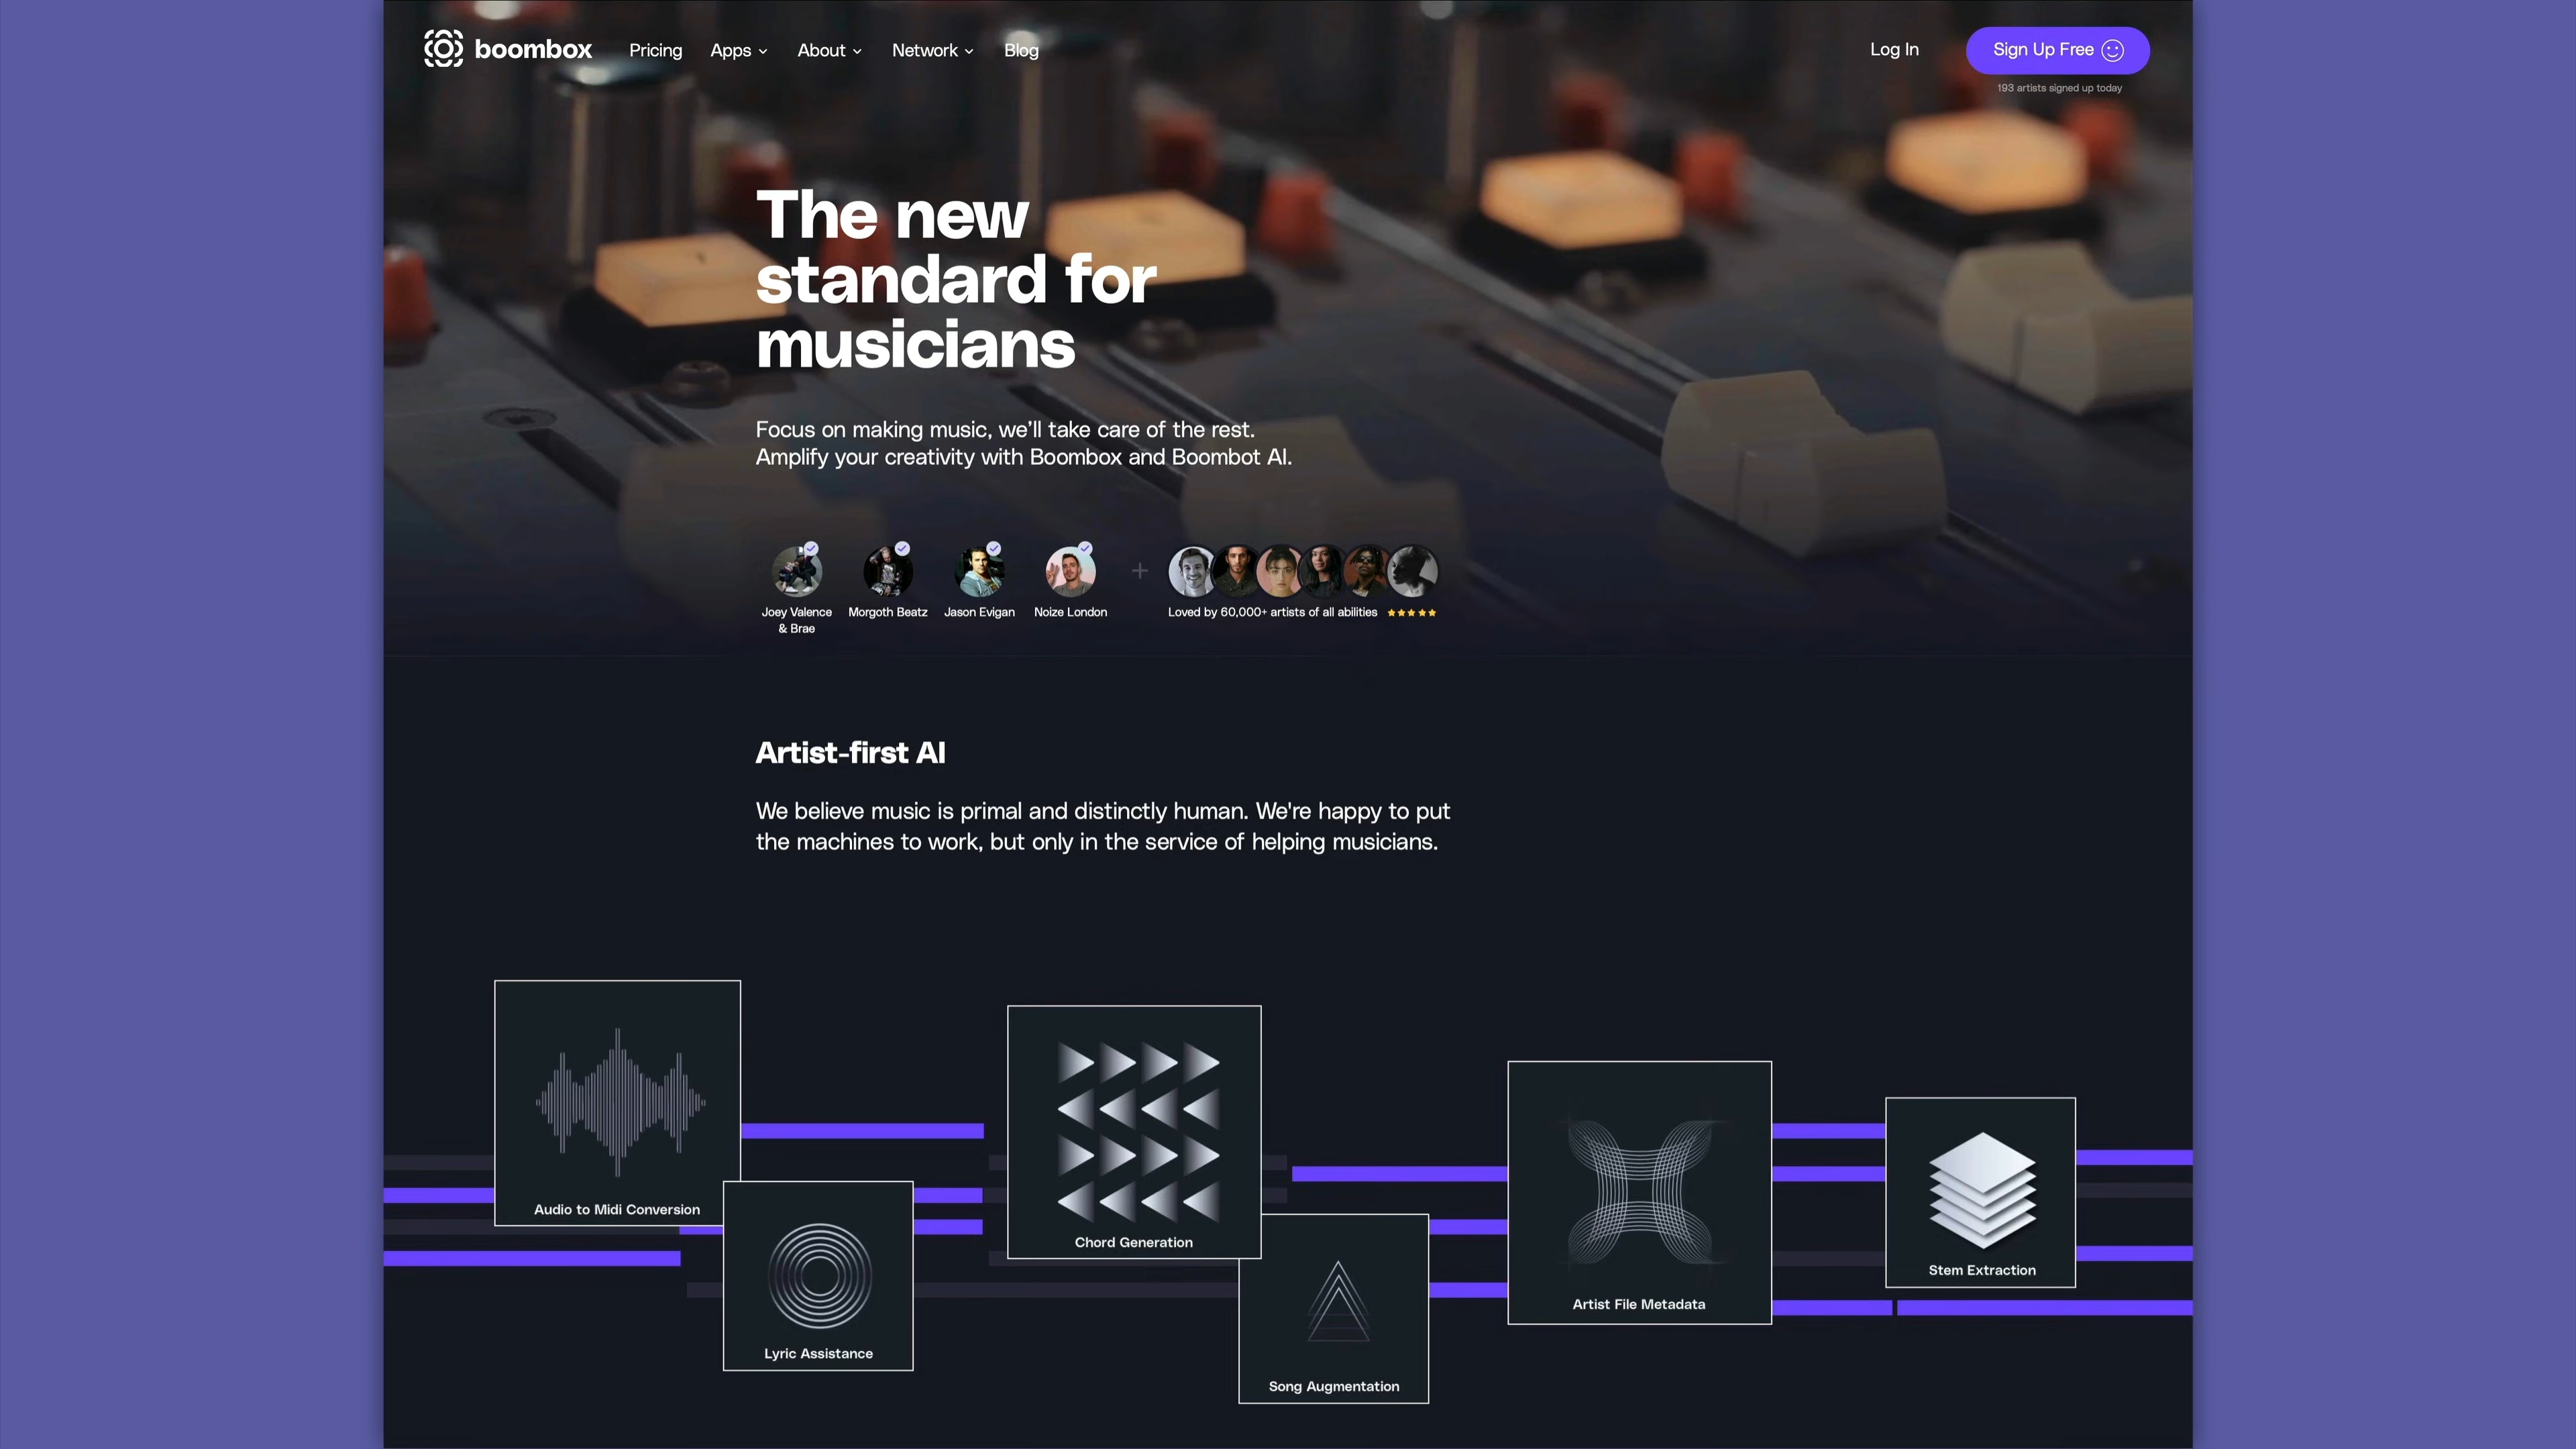 boombox
Pricing
Apps
About
Network
Blog
Log In
Sign Up Free
193 artists signed up today
The new
standard for
musicians
Focus on making music, we’ll take care of the rest.
Amplify your creativity with Boombox and Boombot AI.
Joey Valence
& Brae
Morgoth Beatz
Jason Evigan
Noize London
Loved by 60,000+ artists of all abilities
Artist-first AI
We believe music is primal and distinctly human. We're happy to put
the machines to work, but only in the service of helping musicians.
Audio to Midi Conversion
Lyric Assistance
Chord Generation
Song Augmentation
Artist File Metadata
Stem Extraction